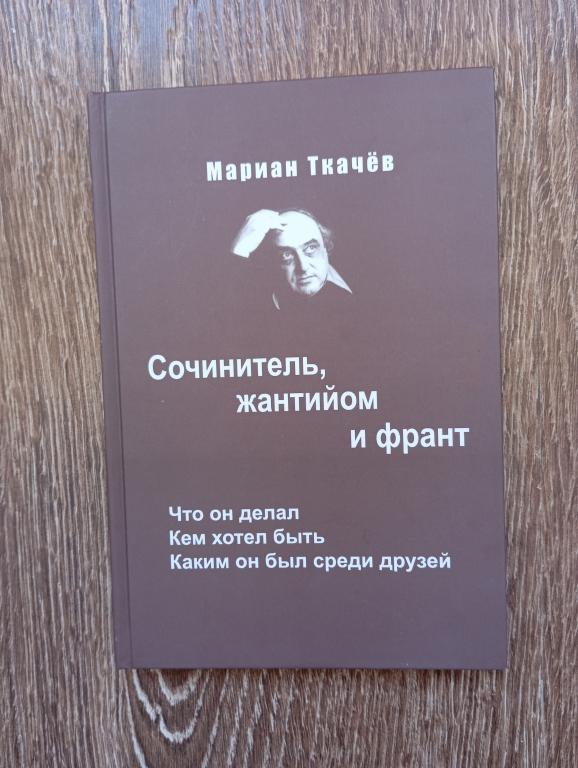 Мариан Ткачёв
Сочинитель,
жантийом
и франт
Что он делал
Кем хотел быть
Каким он был среди друзей